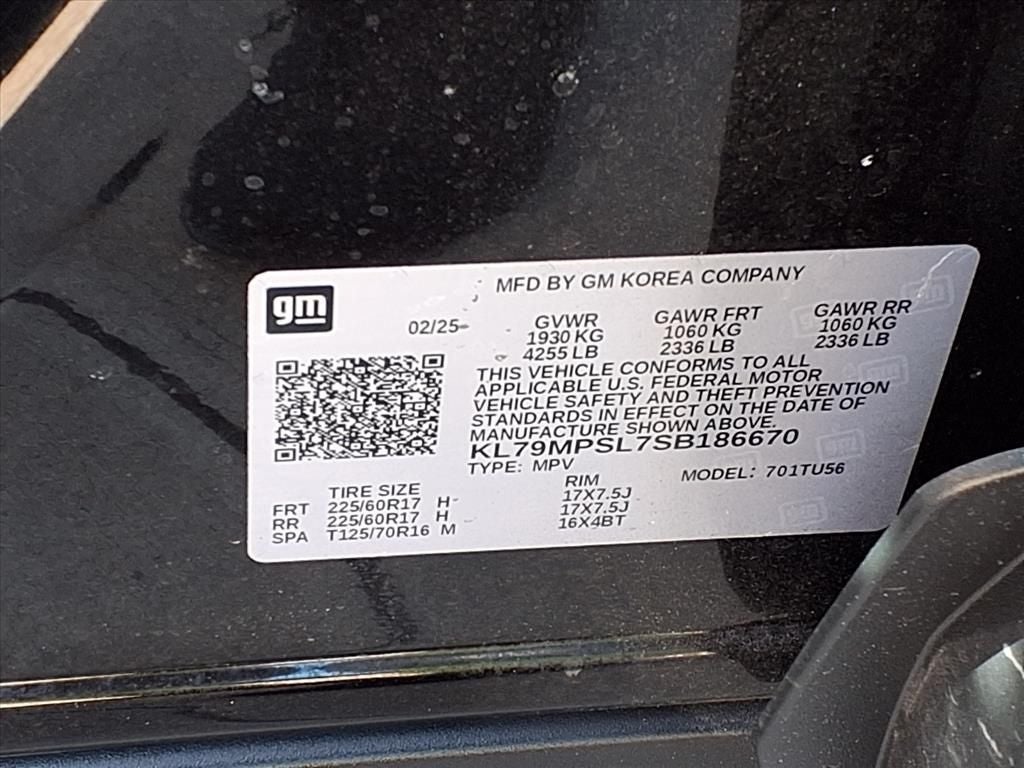 gm
MFD BY GM KOREA COMPANY
02/25
GVWR GAWR FRT GAWR RR
1930 KG 1060 KG 1060 KG
4255 LB 2336 LB 2336 LB
THIS VEHICLE CONFORMS TO ALL
APPLICABLE U.S. FEDERAL MOTOR
VEHICLE SAFETY AND THEFT PREVENTION
STANDARDS IN EFFECT ON THE DATE OF
MANUFACTURE SHOWN ABOVE.
KL79MPSL7SB186670
TYPE: MPV MODEL: 701TU56
TIRE SIZE RIM
FRT 225/60R17 H 17X7.5J
RR 225/60R17 H 17X7.5J
SPA T125/70R16 M 16X4BT